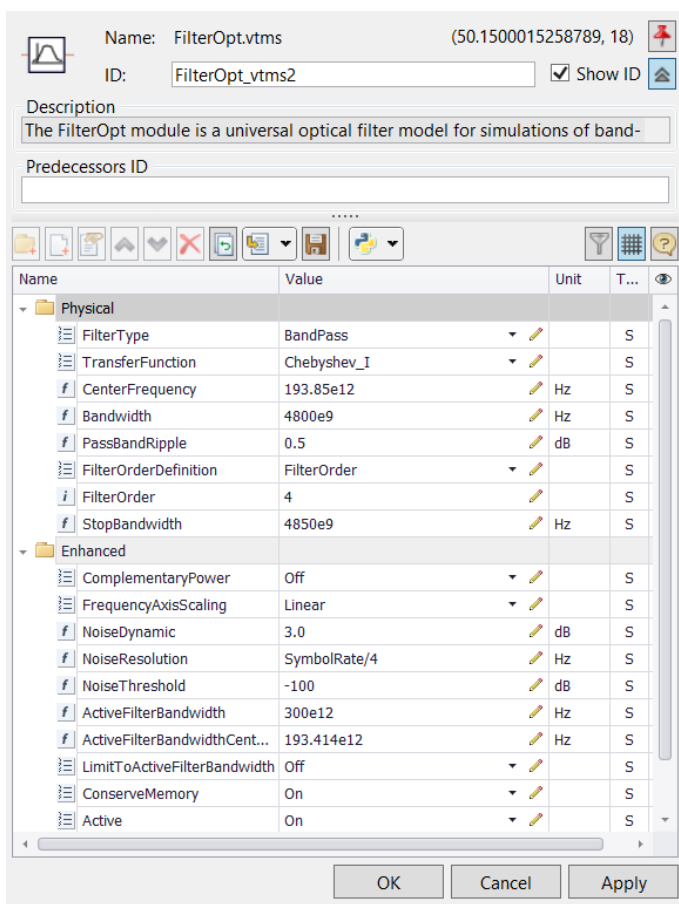 Name: FilterOpt.vtms (50.1500015258789, 18)
ID: FilterOpt_vtms2 Show ID
Description
The FilterOpt module is a universal optical filter model for simulations of band-
Predecessors ID
Name Value Unit T...
Physical
FilterType BandPass S
TransferFunction Chebyshev_I S
f CenterFrequency 193.85e12 Hz S
f Bandwidth 4800e9 Hz S
f PassBandRipple 0.5 dB S
FilterOrderDefinition FilterOrder S
i FilterOrder 4 S
f StopBandwidth 4850e9 Hz S
Enhanced
ComplementaryPower Off S
FrequencyAxisScaling Linear S
f NoiseDynamic 3.0 dB S
f NoiseResolution SymbolRate/4 Hz S
f NoiseThreshold -100 dB S
f ActiveFilterBandwidth 300e12 Hz S
f ActiveFilterBandwidthCent... 193.414e12 Hz S
LimitToActiveFilterBandwidth Off S
ConserveMemory On S
Active On S
OK Cancel Apply